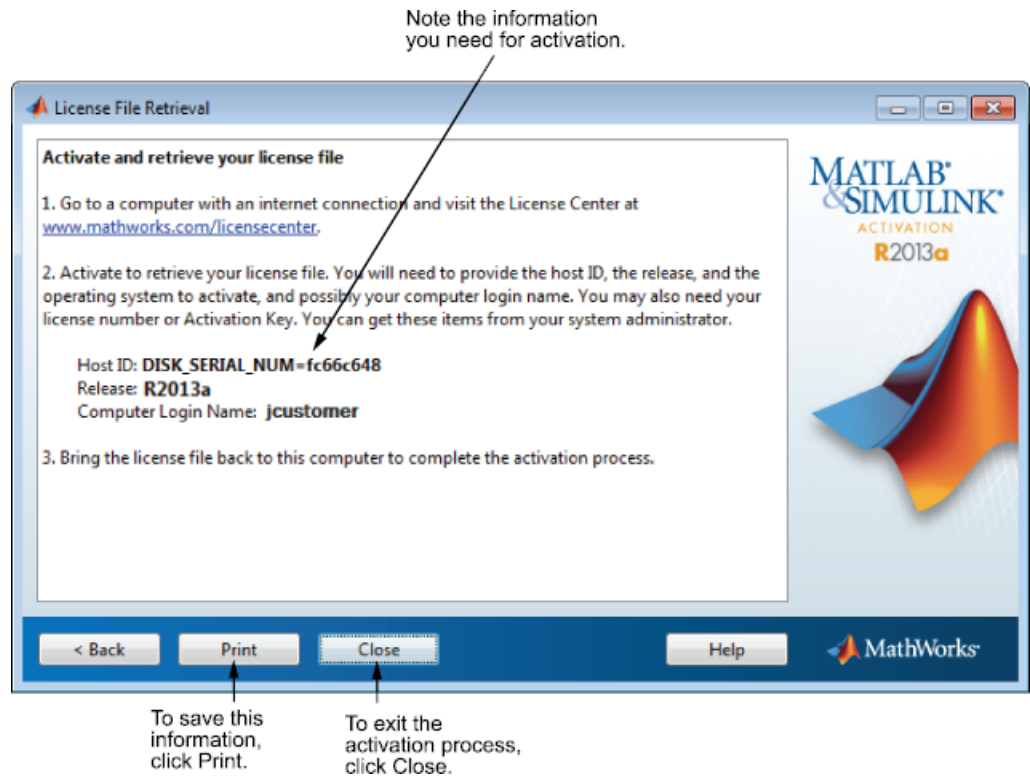 Note the information
you need for activation.
License File Retrieval
Activate and retrieve your license file
1. Go to a computer with an internet connection and visit the License Center at
www.mathworks.com/licensecenter.
2. Activate to retrieve your license file. You will need to provide the host ID, the release, and the
operating system to activate, and possibly your computer login name. You may also need your
license number or Activation Key. You can get these items from your system administrator.
Host ID: DISK_SERIAL_NUM=fc66c648
Release: R2013a
Computer Login Name: jcustomer
3. Bring the license file back to this computer to complete the activation process.
MATLAB®
&SIMULINK®
ACTIVATION
R2013a
< Back Print Close Help MathWorks®
To save this
information,
click Print.
To exit the
activation process,
click Close.